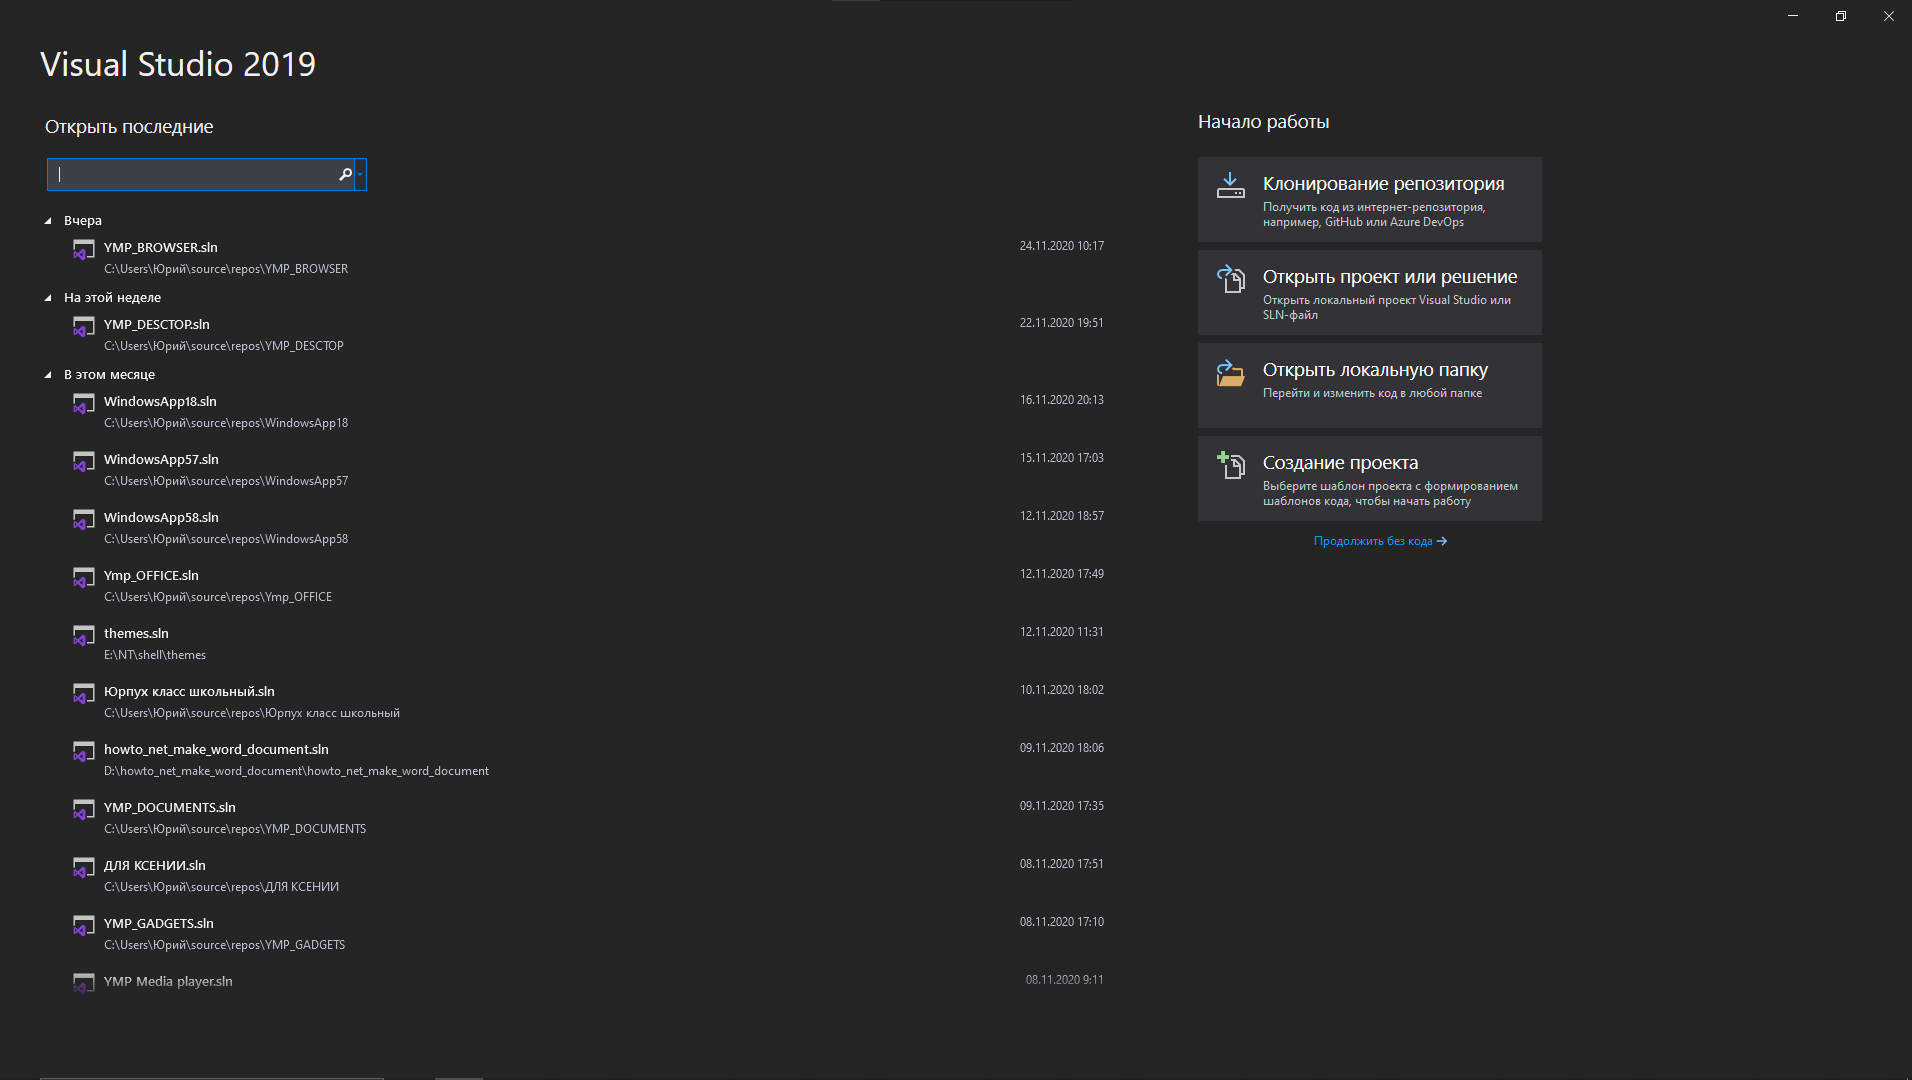 Visual Studio 2019
Открыть последние
Вчера
YMP_BROWSER.sln
24.11.2020 10:17
C:\Users\Юрий\source\repos\YMP_BROWSER
На этой неделе
YMP_DESCTOP.sln
22.11.2020 19:51
C:\Users\Юрий\source\repos\YMP_DESCTOP
В этом месяце
WindowsApp18.sln
16.11.2020 20:13
C:\Users\Юрий\source\repos\WindowsApp18
WindowsApp57.sln
15.11.2020 17:03
C:\Users\Юрий\source\repos\WindowsApp57
WindowsApp58.sln
12.11.2020 18:57
C:\Users\Юрий\source\repos\WindowsApp58
Ymp_OFFICE.sln
12.11.2020 17:49
C:\Users\Юрий\source\repos\Ymp_OFFICE
themes.sln
12.11.2020 11:31
E:\NT\shell\themes
Юрпух класс школьный.sln
10.11.2020 18:02
C:\Users\Юрий\source\repos\Юрпух класс школьный
howto_net_make_word_document.sln
09.11.2020 18:06
D:\howto_net_make_word_document\howto_net_make_word_document
YMP_DOCUMENTS.sln
09.11.2020 17:35
C:\Users\Юрий\source\repos\YMP_DOCUMENTS
ДЛЯ КСЕНИИ.sln
08.11.2020 17:51
C:\Users\Юрий\source\repos\ДЛЯ КСЕНИИ
YMP_GADGETS.sln
08.11.2020 17:10
C:\Users\Юрий\source\repos\YMP_GADGETS
YMP Media player.sln
08.11.2020 9:11
Начало работы
Клонирование репозитория
Получить код из интернет-репозитория,
например, GitHub или Azure DevOps
Открыть проект или решение
Открыть локальный проект Visual Studio или
SLN-файл
Открыть локальную папку
Перейти и изменить код в любой папке
Создание проекта
Выберите шаблон проекта с формированием
шаблонов кода, чтобы начать работу
Продолжить без кода →